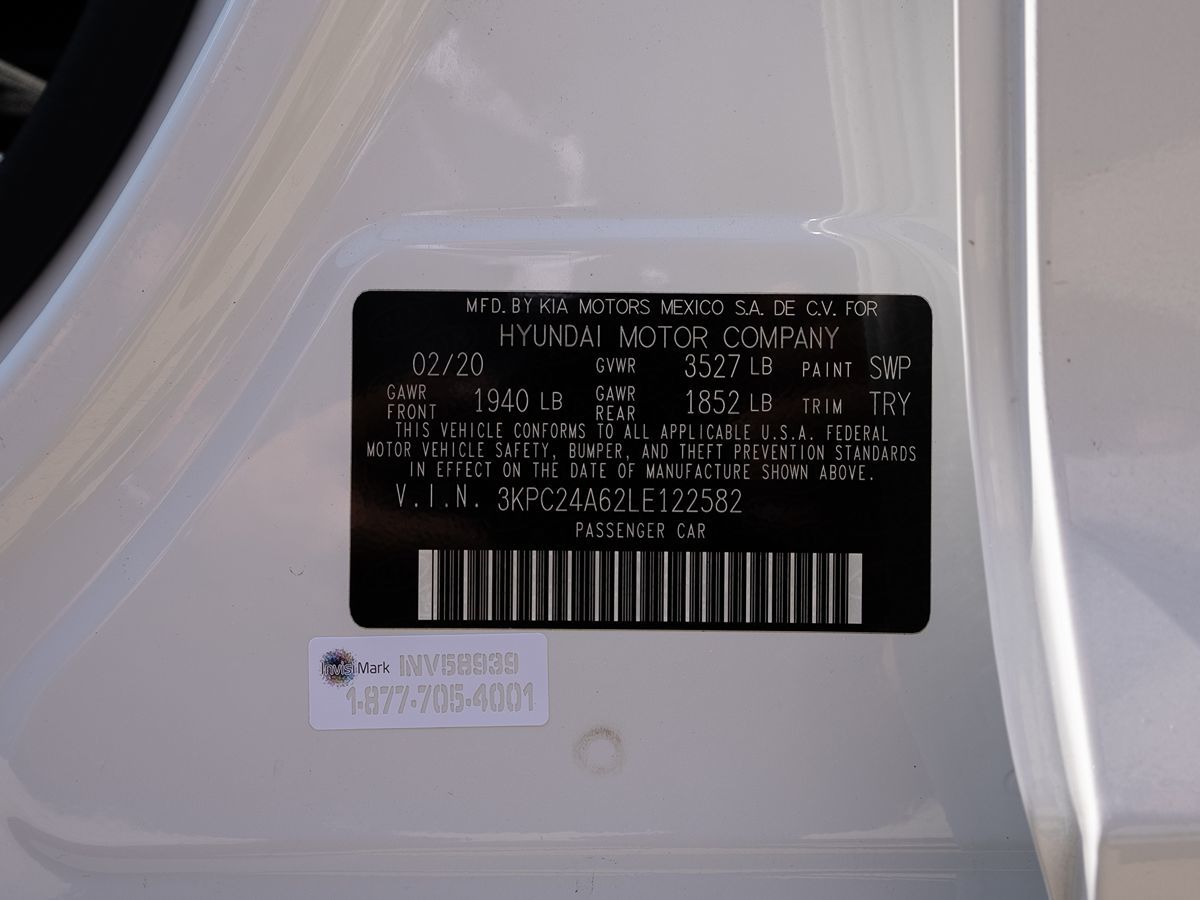 MFD. BY KIA MOTORS MEXICO S.A. DE C.V. FOR
HYUNDAI MOTOR COMPANY
02/20 GVWR 3527 LB PAINT SWP
GAWR FRONT 1940 LB GAWR REAR 1852 LB TRIM TRY
THIS VEHICLE CONFORMS TO ALL APPLICABLE U.S.A. FEDERAL
MOTOR VEHICLE SAFETY, BUMPER, AND THEFT PREVENTION STANDARDS
IN EFFECT ON THE DATE OF MANUFACTURE SHOWN ABOVE.
V.I.N. 3KPC24A62LE122582
PASSENGER CAR
InvisiMark INV58939
1-877-705-4001